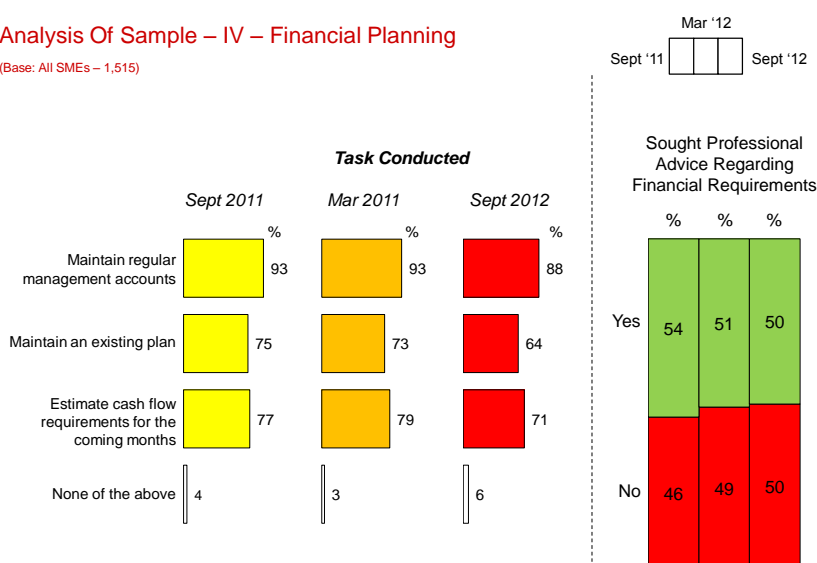 Analysis Of Sample – IV – Financial Planning
(Base: All SMEs – 1,515)
Mar ‘12
Sept ‘11
Sept ‘12
Task Conducted
Sept 2011
Mar 2011
Sept 2012
%
%
%
Maintain regular
management accounts
93
93
88
Maintain an existing plan
75
73
64
Estimate cash flow
requirements for the
coming months
77
79
71
None of the above
4
3
6
Sought Professional
Advice Regarding
Financial Requirements
%
%
%
Yes
54
51
50
No
46
49
50